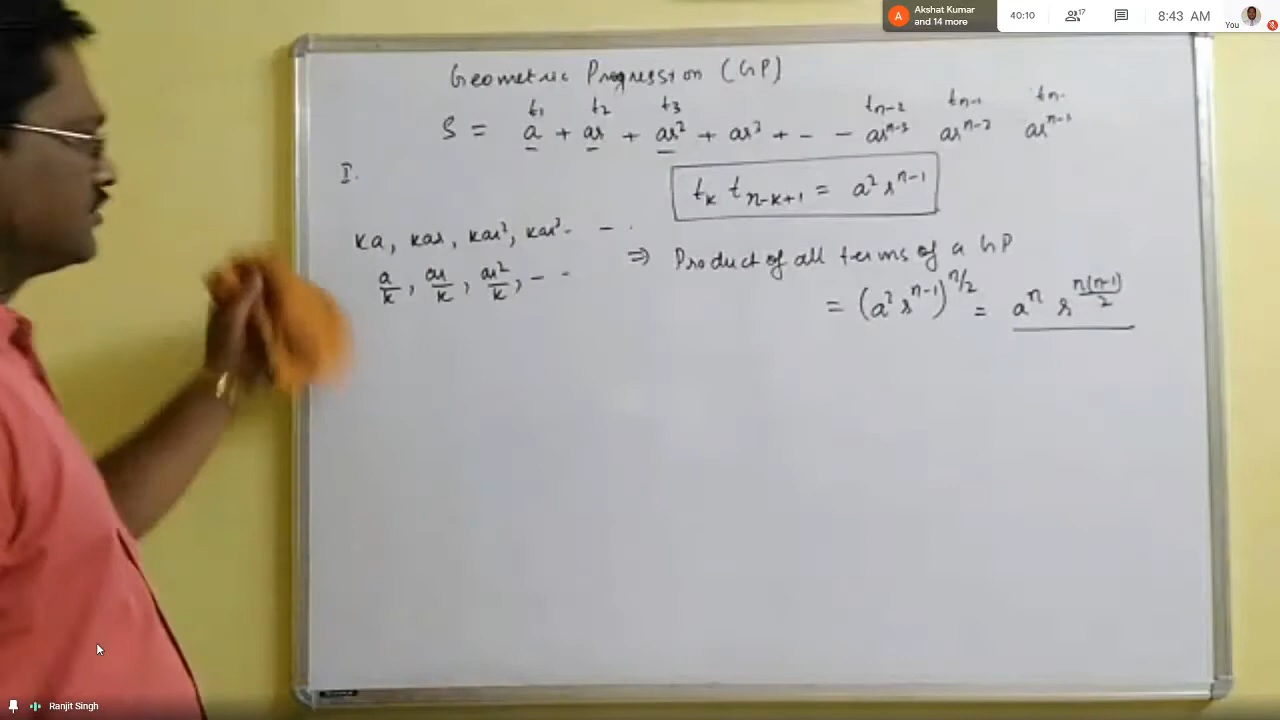 Akshat Kumar
and 14 more
40:10
17
8:43 AM
You
Geometric Progression (GP)
t₁ t₂ t₃ tₙ₋₂ tₙ₋₁ tₙ
S = a + ar + ar² + ar³ + - - arⁿ⁻³ arⁿ⁻² arⁿ⁻¹
I.
tₖ tₙ₋ₖ₊₁ = a² rⁿ⁻¹
ka, kar, kar², kar³ - - .
⇒ Product of all terms of a GP
a/k, ar/k, ar²/k, - -
= (a² rⁿ⁻¹)^(n/2) = aⁿ r^(n(n-1)/2)
Ranjit Singh